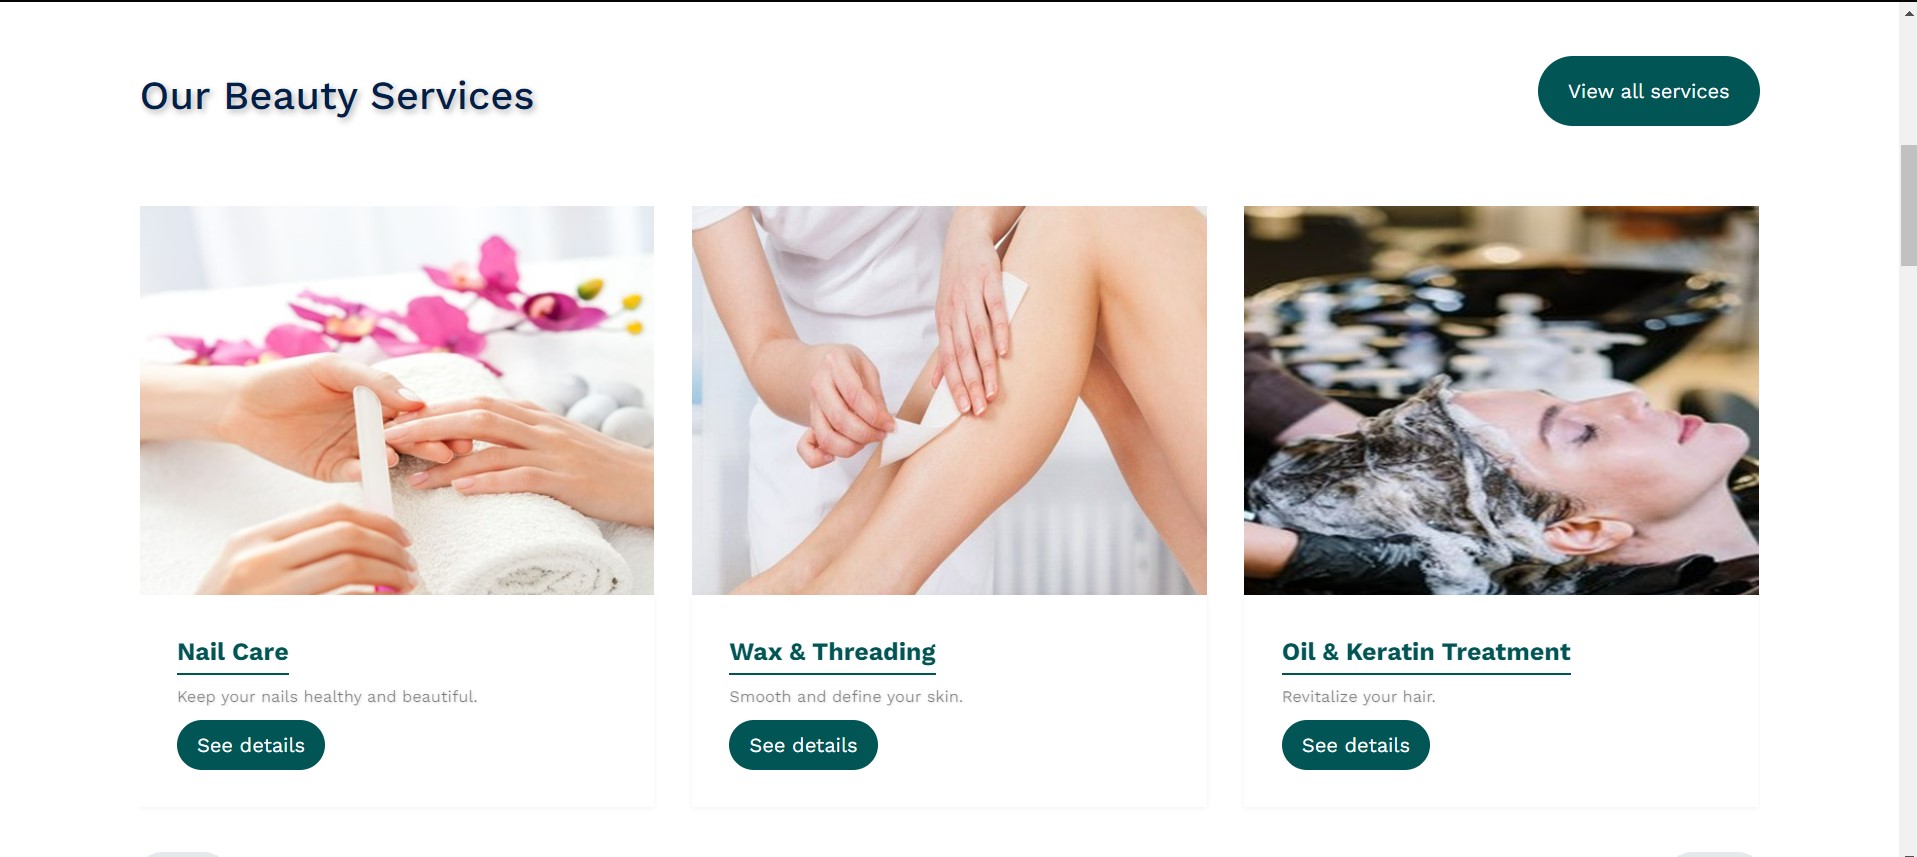 Our Beauty Services
View all services
Nail Care
Keep your nails healthy and beautiful.
See details
Wax & Threading
Smooth and define your skin.
See details
Oil & Keratin Treatment
Revitalize your hair.
See details